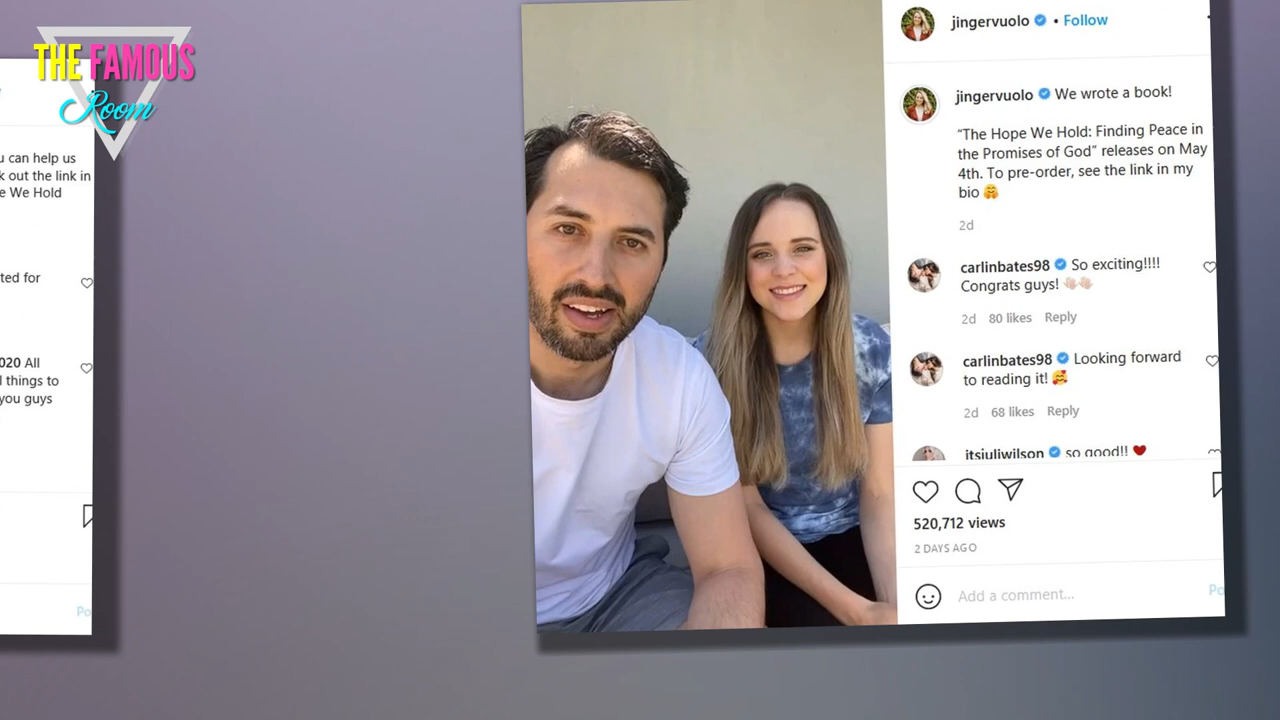 THE FAMOUS
Room
u can help us
k out the link in
e We Hold
ted for
020 All
l things to
you guys
Po
jingervuolo • Follow
jingervuolo We wrote a book!
“The Hope We Hold: Finding Peace in
the Promises of God” releases on May
4th. To pre-order, see the link in my
bio 🤗
2d
carlinbates98 So exciting!!!!
Congrats guys! 👏🏻👏🏻
2d 80 likes Reply
carlinbates98 Looking forward
to reading it! 🥰
2d 68 likes Reply
itsjuliwilson so good!! ❤️
520,712 views
2 DAYS AGO
Add a comment...
Po